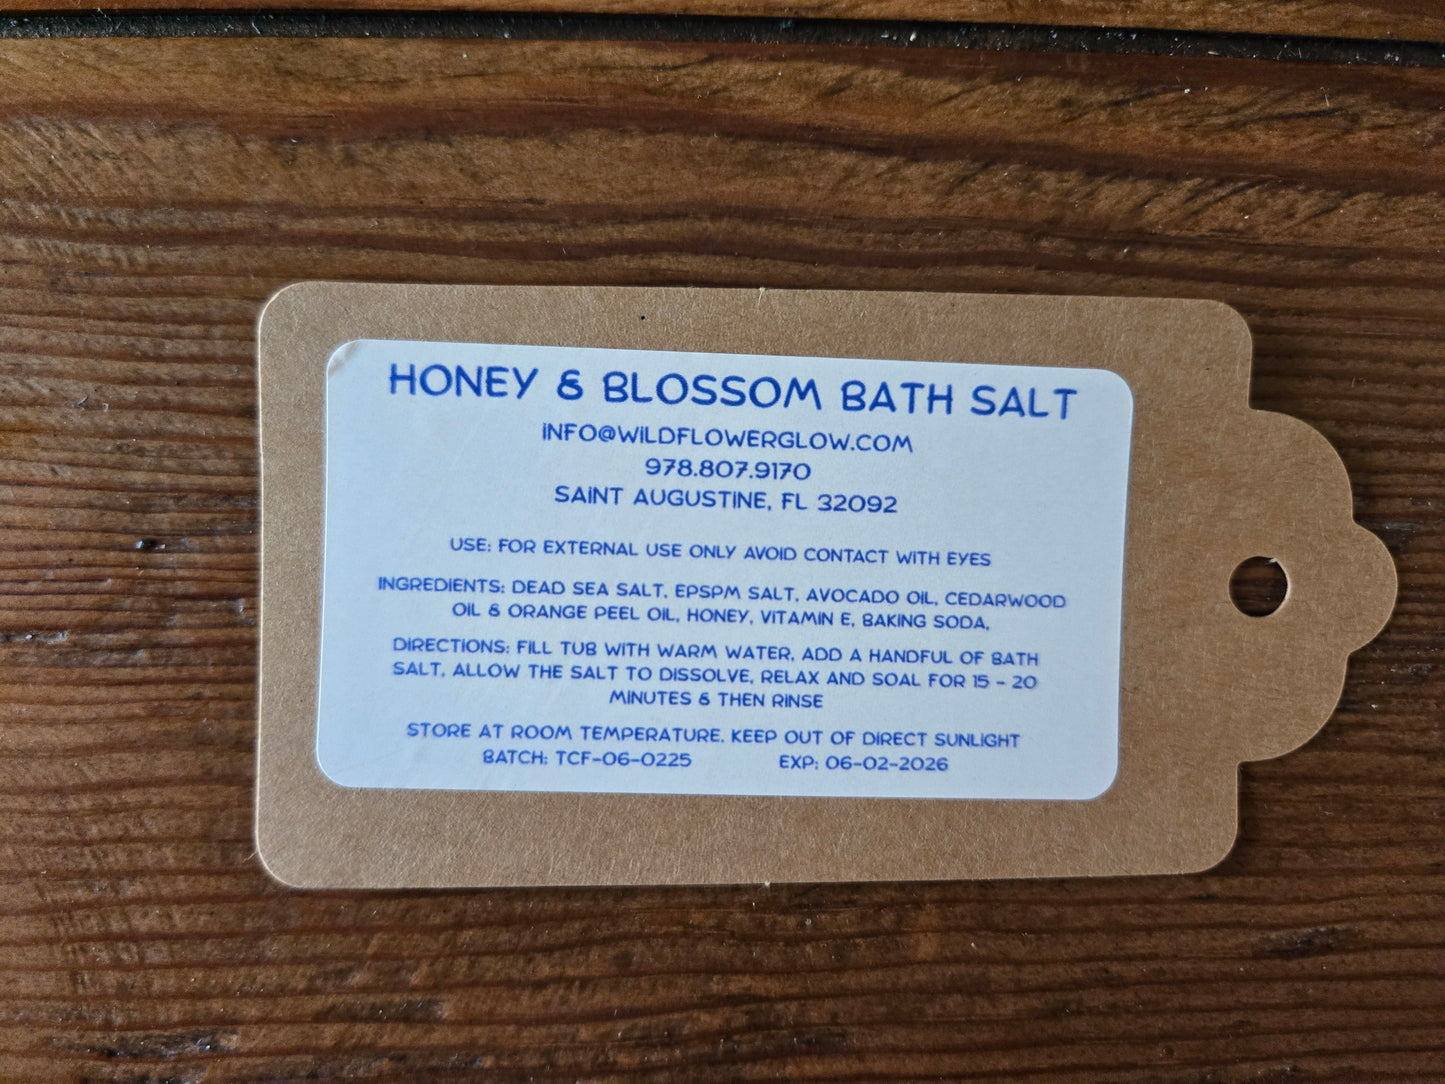 HONEY & BLOSSOM BATH SALT
INFO@WILDFLOWERGLOW.COM
978.807.9170
SAINT AUGUSTINE, FL 32092
USE: FOR EXTERNAL USE ONLY AVOID CONTACT WITH EYES
INGREDIENTS: DEAD SEA SALT, EPSPM SALT, AVOCADO OIL, CEDARWOOD
OIL & ORANGE PEEL OIL, HONEY, VITAMIN E, BAKING SODA,
DIRECTIONS: FILL TUB WITH WARM WATER, ADD A HANDFUL OF BATH
SALT, ALLOW THE SALT TO DISSOLVE, RELAX AND SOAL FOR 15 - 20
MINUTES & THEN RINSE
STORE AT ROOM TEMPERATURE. KEEP OUT OF DIRECT SUNLIGHT
BATCH: TCF-06-0225 EXP: 06-02-2026